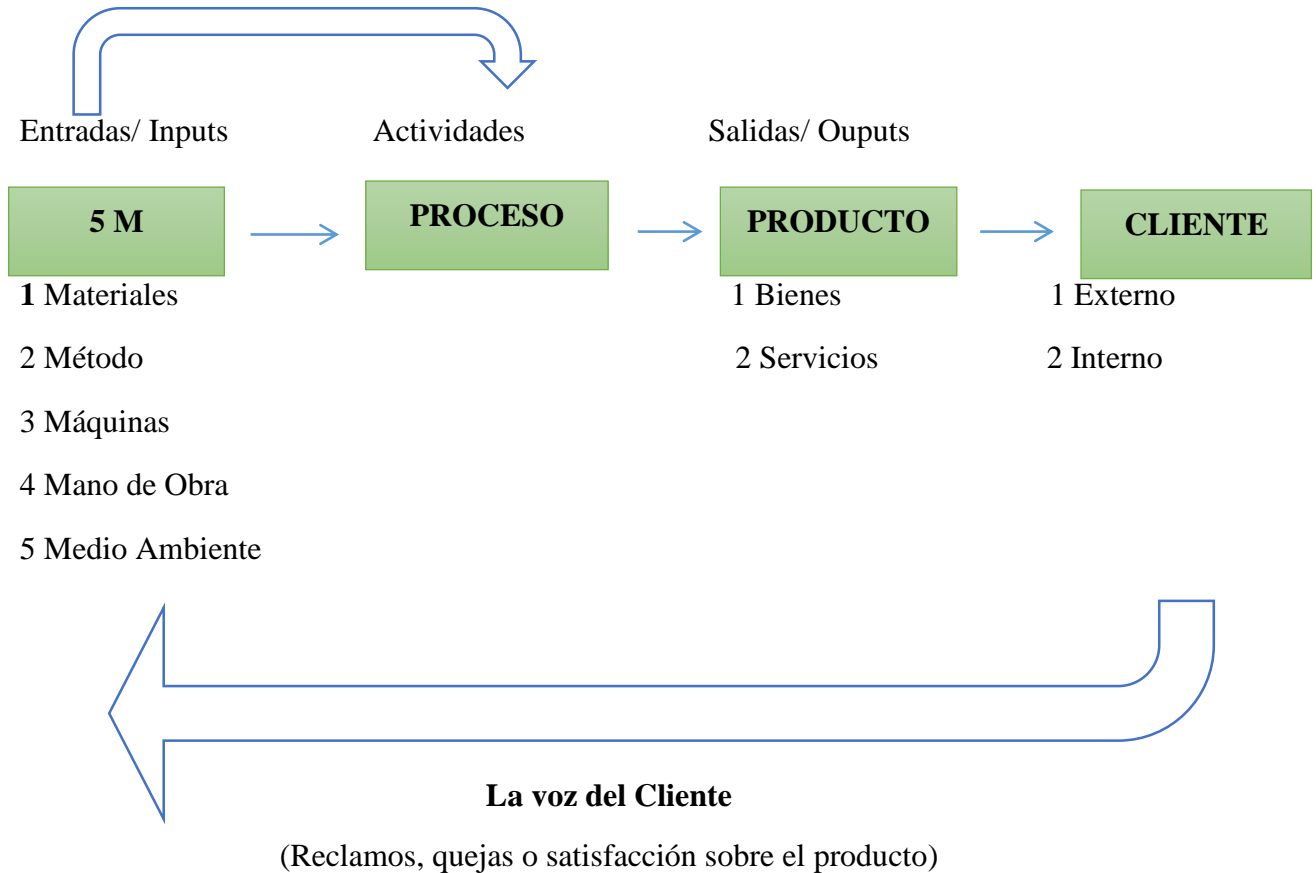 Entradas/ Inputs Actividades Salidas/ Ouputs
5 M PROCESO PRODUCTO CLIENTE
1 Materiales 1 Bienes 1 Externo
2 Método 2 Servicios 2 Interno
3 Máquinas
4 Mano de Obra
5 Medio Ambiente
La voz del Cliente
(Reclamos, quejas o satisfacción sobre el producto)